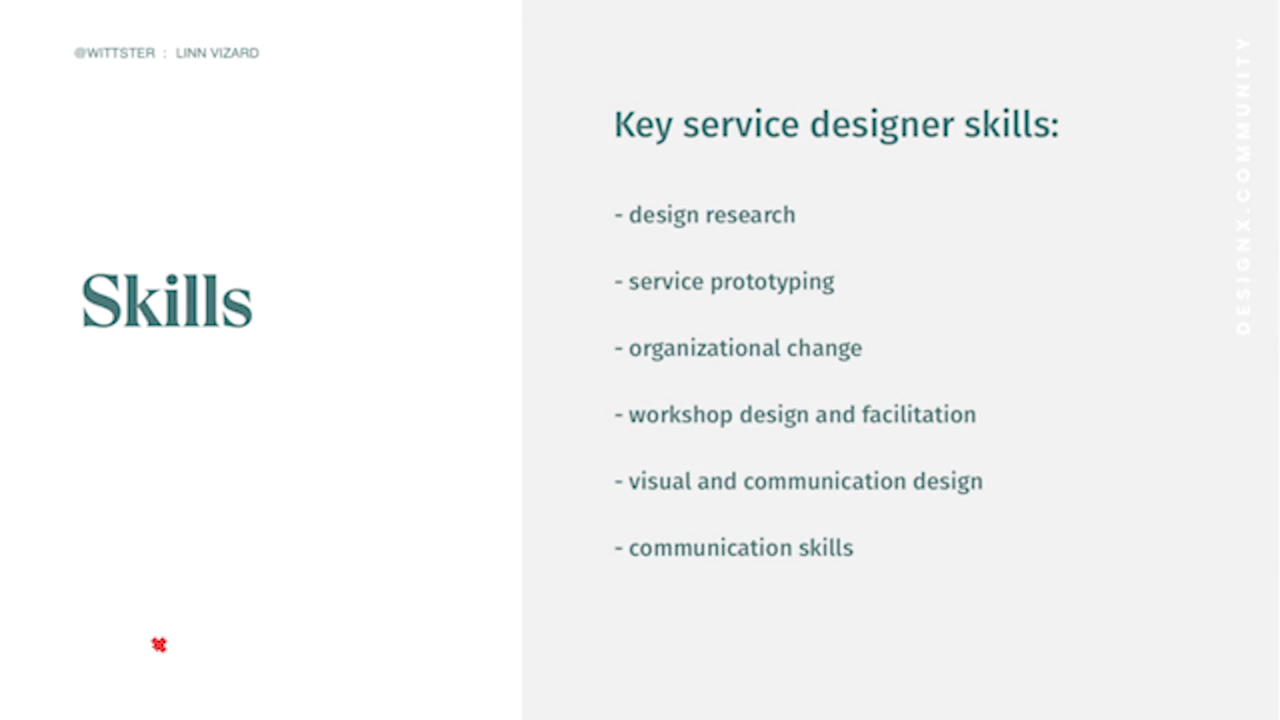 @WITTSTER : LINN VIZARD
Skills
Key service designer skills:
- design research
- service prototyping
- organizational change
- workshop design and facilitation
- visual and communication design
- communication skills
DESIGNX.COMMUNITY